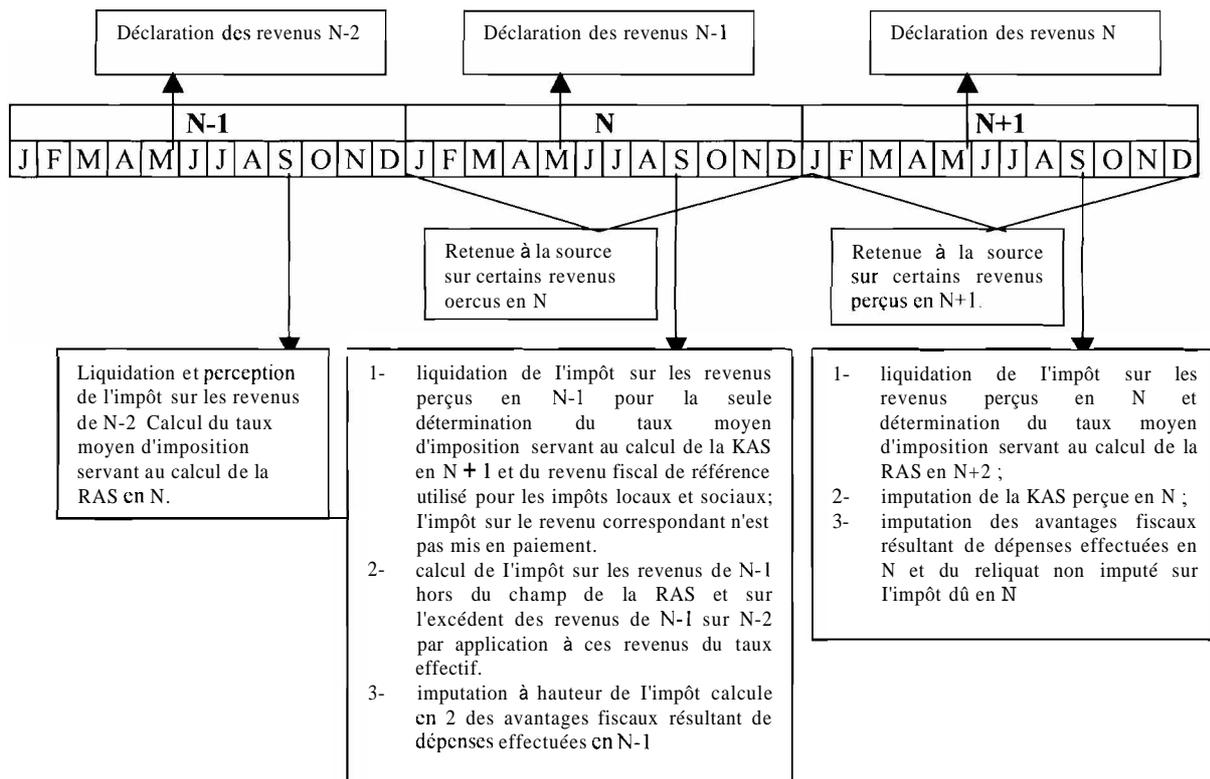 Déclaration des revenus N-2
Déclaration des revenus N-1
Déclaration des revenus N
N-1
N
N+1
J F M A M J J A S O N D J F M A M J J A S O N D J F M A M J J A S O N D
Retenue à la source
sur certains revenus
oercus en N
Retenue à la source
sur certains revenus
perçus en N+1.
Liquidation et perception
de l'impôt sur les revenus
de N-2 Calcul du taux
moyen d'imposition
servant au calcul de la
RAS en N.
1- liquidation de I'impôt sur les revenus
perçus en N-1 pour la seule
détermination du taux moyen
d'imposition servant au calcul de la KAS
en N + 1 et du revenu fiscal de référence
utilisé pour les impôts locaux et sociaux;
I'impôt sur le revenu correspondant n'est
pas mis en paiement.
2- calcul de I'impôt sur les revenus de N-1
hors du champ de la RAS et sur
l'excédent des revenus de N-1 sur N-2
par application à ces revenus du taux
effectif.
3- imputation à hauteur de I'impôt calcule
en 2 des avantages fiscaux résultant de
dépenses effectuées en N-1
1- liquidation de I'impôt sur les
revenus perçus en N et
détermination du taux moyen
d'imposition servant au calcul de la
RAS en N+2 ;
2- imputation de la KAS perçue en N ;
3- imputation des avantages fiscaux
résultant de dépenses effectuées en
N et du reliquat non imputé sur
I'impôt dû en N